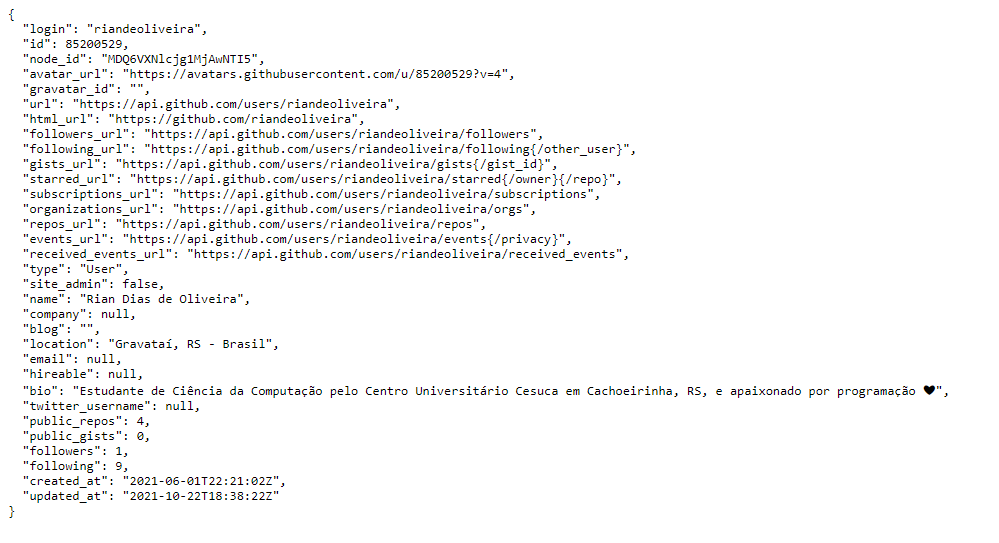 {
"login": "riandeoliveira",
"id": 85200529,
"node_id": "MDQ6VXNlcjg1MjAwNTI5",
"avatar_url": "https://avatars.githubusercontent.com/u/85200529?v=4",
"gravatar_id": "",
"url": "https://api.github.com/users/riandeoliveira",
"html_url": "https://github.com/riandeoliveira",
"followers_url": "https://api.github.com/users/riandeoliveira/followers",
"following_url": "https://api.github.com/users/riandeoliveira/following{/other_user}",
"gists_url": "https://api.github.com/users/riandeoliveira/gists{/gist_id}",
"starred_url": "https://api.github.com/users/riandeoliveira/starred{/owner}{/repo}",
"subscriptions_url": "https://api.github.com/users/riandeoliveira/subscriptions",
"organizations_url": "https://api.github.com/users/riandeoliveira/orgs",
"repos_url": "https://api.github.com/users/riandeoliveira/repos",
"events_url": "https://api.github.com/users/riandeoliveira/events{/privacy}",
"received_events_url": "https://api.github.com/users/riandeoliveira/received_events",
"type": "User",
"site_admin": false,
"name": "Rian Dias de Oliveira",
"company": null,
"blog": "",
"location": "Gravataí, RS - Brasil",
"email": null,
"hireable": null,
"bio": "Estudante de Ciência da Computação pelo Centro Universitário Cesuca em Cachoeirinha, RS, e apaixonado por programação ❤",
"twitter_username": null,
"public_repos": 4,
"public_gists": 0,
"followers": 1,
"following": 9,
"created_at": "2021-06-01T22:21:02Z",
"updated_at": "2021-10-22T18:38:22Z"
}